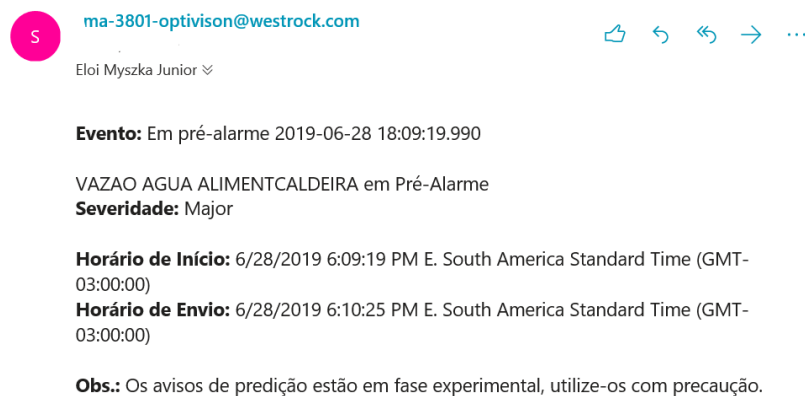 S
ma-3801-optivison@westrock.com
Eloi Myszka Junior
Evento: Em pré-alarme 2019-06-28 18:09:19.990
VAZAO AGUA ALIMENTCALDEIRA em Pré-Alarme
Severidade: Major
Horário de Início: 6/28/2019 6:09:19 PM E. South America Standard Time (GMT-
03:00:00)
Horário de Envio: 6/28/2019 6:10:25 PM E. South America Standard Time (GMT-
03:00:00)
Obs.: Os avisos de predição estão em fase experimental, utilize-os com precaução.